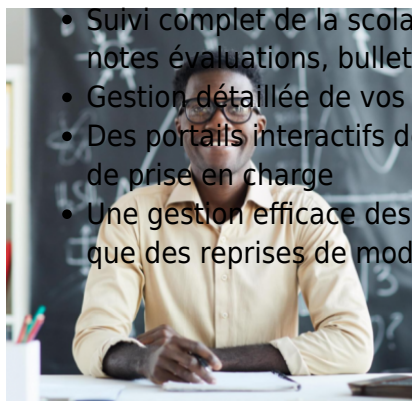 Suivi complet de la scola
notes évaluations, bullet
Gestion détaillée de vos
Des portails interactifs d
de prise en charge
Une gestion efficace des
que des reprises de mod